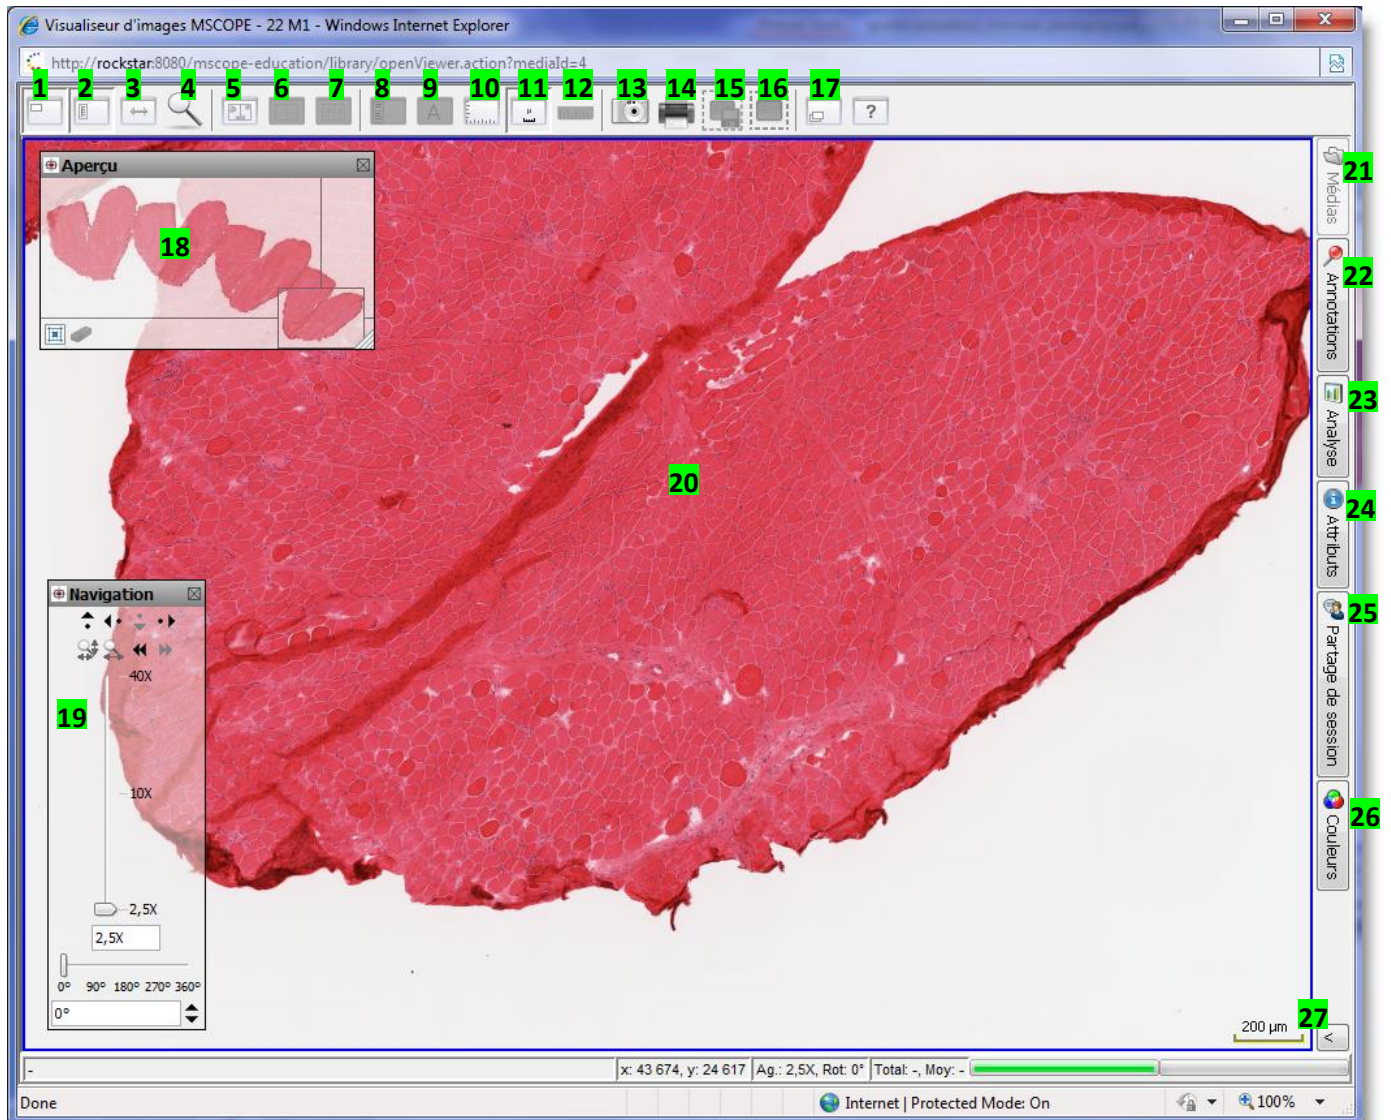 Visualiseur d'images MSCOPE - 22 M1 - Windows Internet Explorer
http://rockstar:8080/mscope-education/library/openViewer.action?mediaId=4
1 2 3 4 5 6 7 8 9 10 11 12 13 14 15 16 17
A µ ?
Aperçu
18
21
Médias
22
Annotations
23
Analyse
24
Attributs
25
Partage de session
26
Couleurs
20
Navigation
40X
19
10X
2,5X
2,5X
0° 90° 180° 270° 360°
0°
200 µm
27
<
- x: 43 674, y: 24 617 Ag.: 2,5X, Rot: 0° Total: -, Moy: -
Done Internet | Protected Mode: On 100%